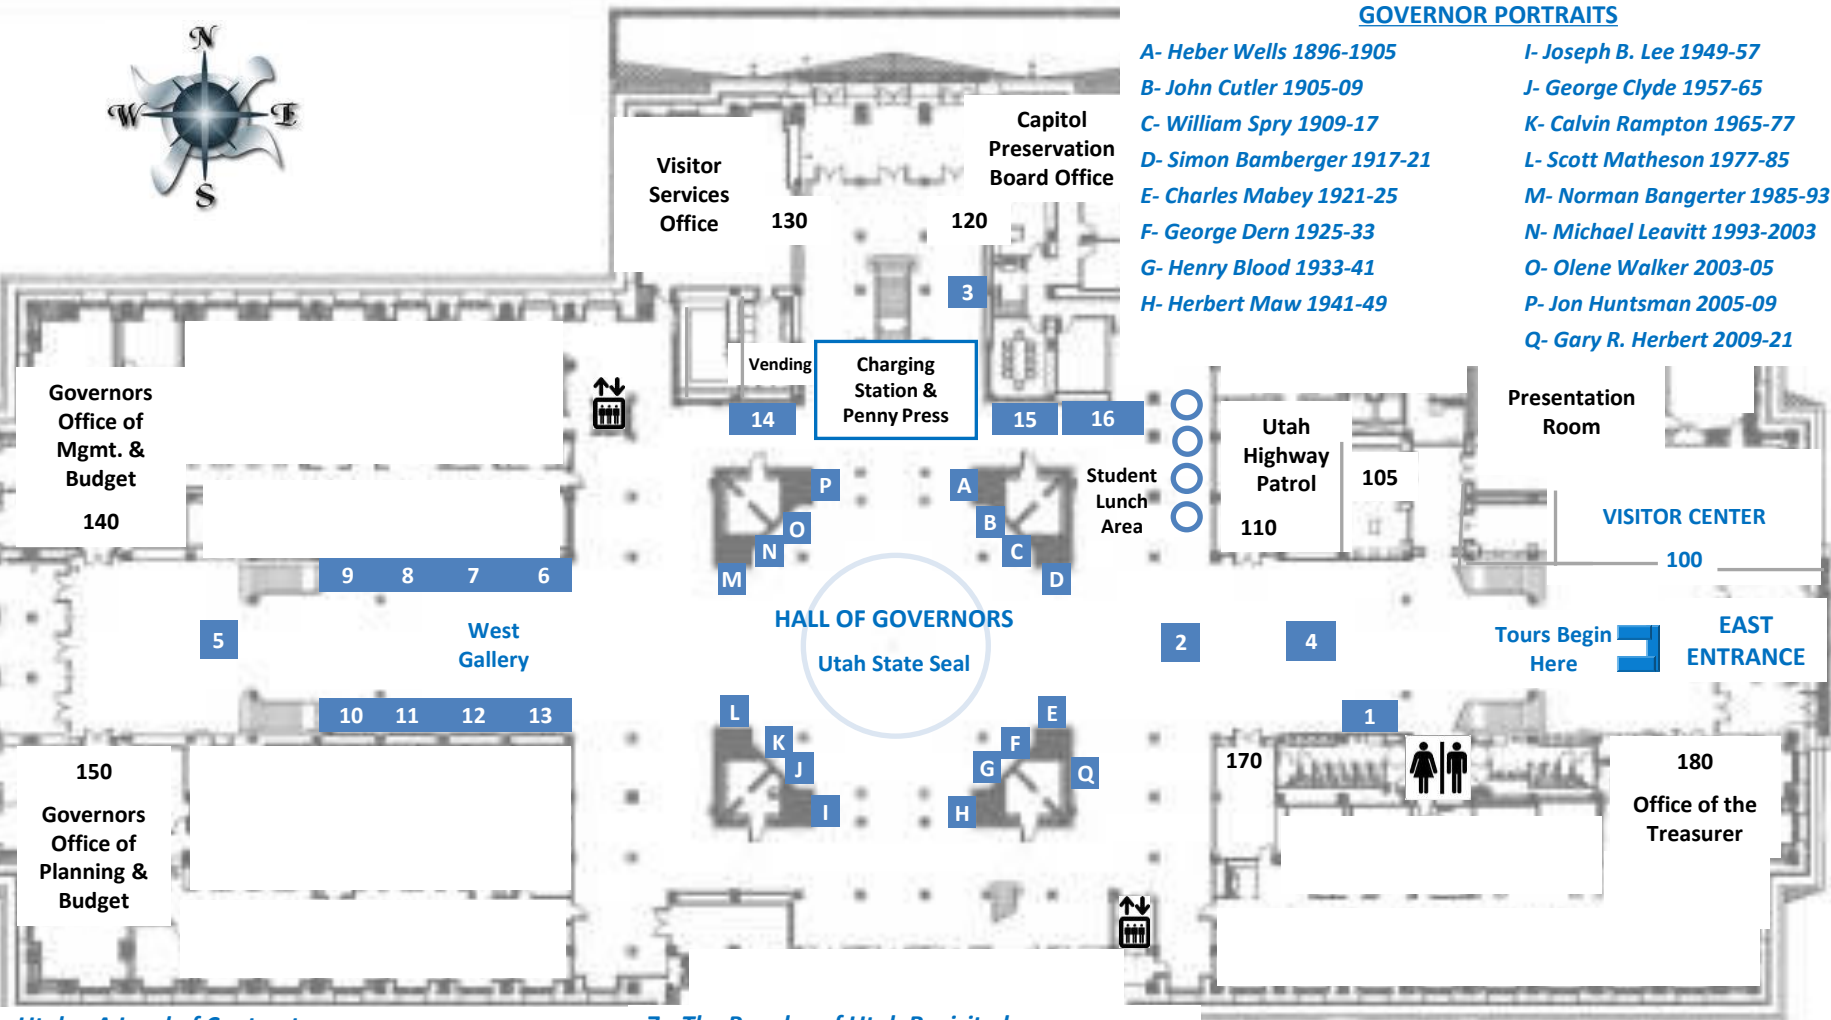 GOVERNOR PORTRAITS
A- Heber Wells 1896-1905
B- John Cutler 1905-09
C- William Spry 1909-17
D- Simon Bamberger 1917-21
E- Charles Mabey 1921-25
F- George Dern 1925-33
G- Henry Blood 1933-41
H- Herbert Maw 1941-49
I- Joseph B. Lee 1949-57
J- George Clyde 1957-65
K- Calvin Rampton 1965-77
L- Scott Matheson 1977-85
M- Norman Bangerter 1985-93
N- Michael Leavitt 1993-2003
O- Olene Walker 2003-05
P- Jon Huntsman 2005-09
Q- Gary R. Herbert 2009-21
N
W
E
S
Visitor
Services
Office
130
Capitol
Preservation
Board Office
120
3
Vending
Charging
Station &
Penny Press
14
15
16
Governors
Office of
Mgmt. &
Budget
140
Student
Lunch
Area
Utah
Highway
Patrol
110
105
Presentation
Room
VISITOR CENTER
100
P
O
N
M
A
B
C
D
9
8
7
6
5
West
Gallery
HALL OF GOVERNORS
Utah State Seal
2
4
Tours Begin
Here
EAST
ENTRANCE
10
11
12
13
L
K
J
I
E
F
G
H
Q
1
150
Governors
Office of
Planning &
Budget
170
180
Office of the
Treasurer